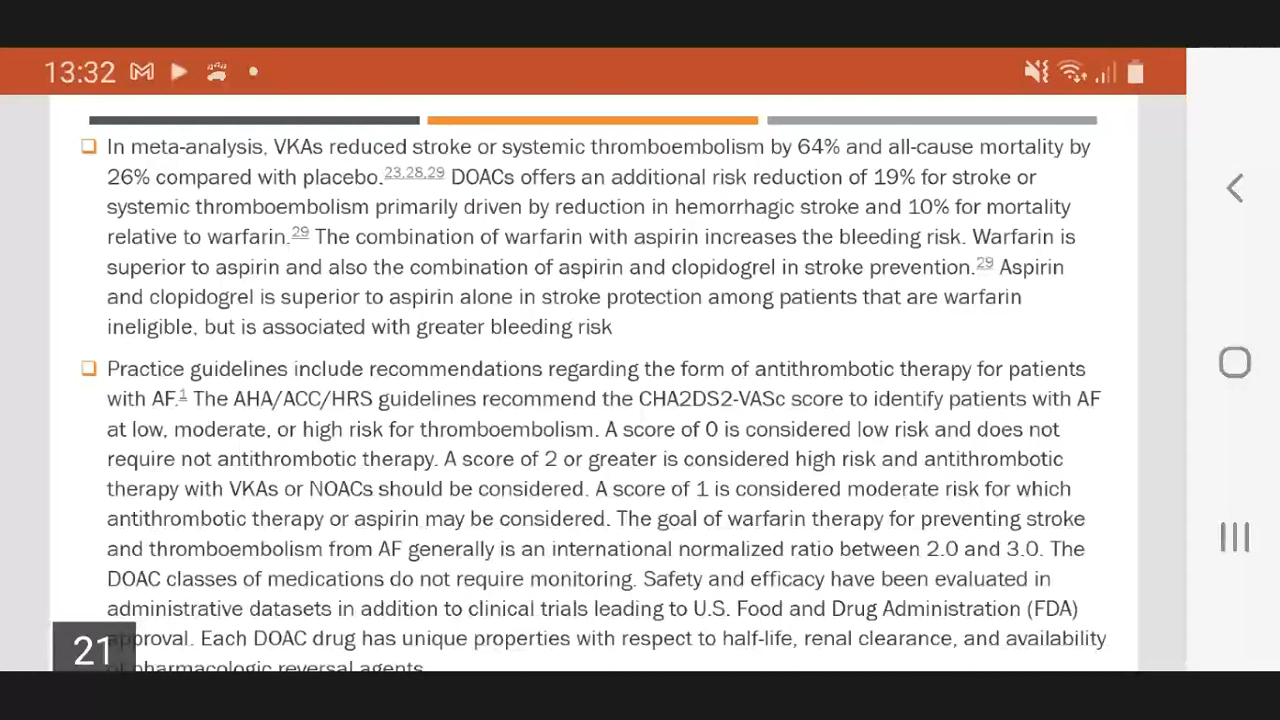 13:32
In meta-analysis, VKAs reduced stroke or systemic thromboembolism by 64% and all-cause mortality by
26% compared with placebo.23,28,29 DOACs offers an additional risk reduction of 19% for stroke or
systemic thromboembolism primarily driven by reduction in hemorrhagic stroke and 10% for mortality
relative to warfarin.29 The combination of warfarin with aspirin increases the bleeding risk. Warfarin is
superior to aspirin and also the combination of aspirin and clopidogrel in stroke prevention.29 Aspirin
and clopidogrel is superior to aspirin alone in stroke protection among patients that are warfarin
ineligible, but is associated with greater bleeding risk
Practice guidelines include recommendations regarding the form of antithrombotic therapy for patients
with AF.1 The AHA/ACC/HRS guidelines recommend the CHA2DS2-VASc score to identify patients with AF
at low, moderate, or high risk for thromboembolism. A score of 0 is considered low risk and does not
require not antithrombotic therapy. A score of 2 or greater is considered high risk and antithrombotic
therapy with VKAs or NOACs should be considered. A score of 1 is considered moderate risk for which
antithrombotic therapy or aspirin may be considered. The goal of warfarin therapy for preventing stroke
and thromboembolism from AF generally is an international normalized ratio between 2.0 and 3.0. The
DOAC classes of medications do not require monitoring. Safety and efficacy have been evaluated in
administrative datasets in addition to clinical trials leading to U.S. Food and Drug Administration (FDA)
approval. Each DOAC drug has unique properties with respect to half-life, renal clearance, and availability
of pharmacologic reversal agents
21